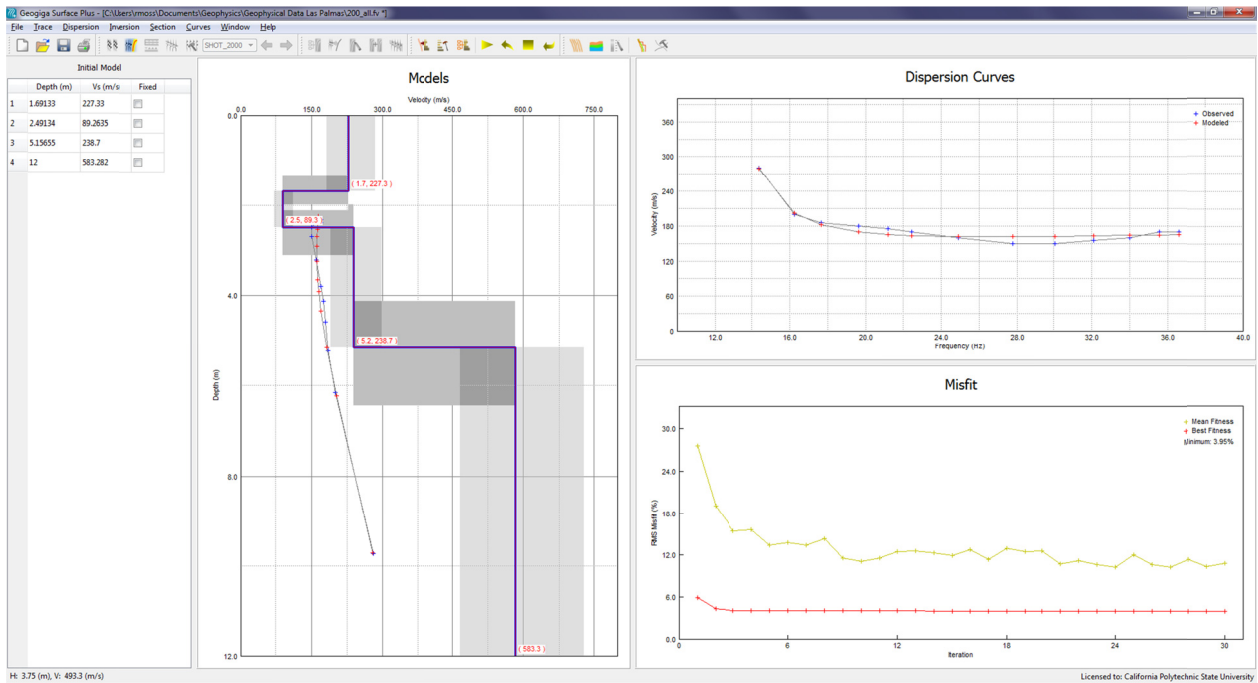 Geogiga Surface Plus - [C:\Users\rmoss\Documents\Geophysics\Geophysical Data Las Palmas\200_all.fv *]
File Trace Dispersion Inversion Section Curves Window Help
SHOT_2000
Initial Model
Depth (m) Vs (m/s Fixed
1 1.69133 227.33
2 2.49134 89.2635
3 5.15655 238.7
4 12 583.282
Models
Velocity (m/s)
0.0 150.0 300.0 450.0 600.0 750.0
0.0
4.0
8.0
12.0
Depth (m)
( 1.7, 227.3 )
( 2.5, 89.3 )
( 5.2, 238.7 )
( 583.3 )
Dispersion Curves
Observed
Modeled
360
300
240
180
120
60
0
Velocity (m/s)
12.0 16.0 20.0 24.0 28.0 32.0 36.0 40.0
Frequency (Hz)
Misfit
Mean Fitness
Best Fitness
Minimum: 3.95%
30.0
24.0
18.0
12.0
6.0
0.0
RMS Misfit (%)
0 6 12 18 24 30
Iteration
H: 3.75 (m), V: 493.3 (m/s)
Licensed to: California Polytechnic State University